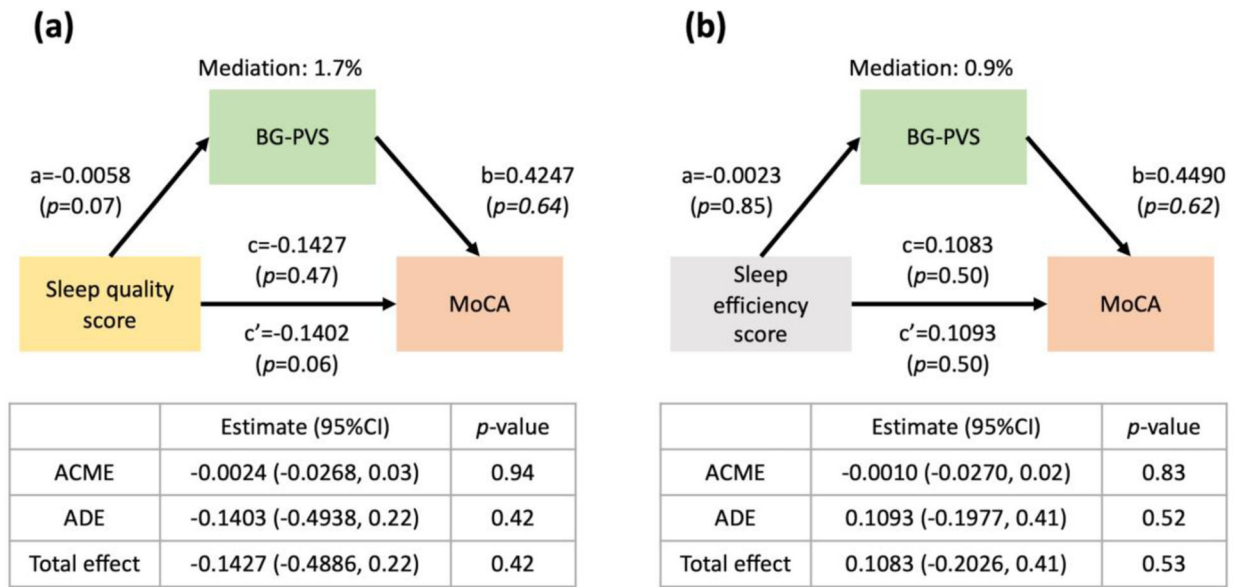 (a)
Mediation: 1.7%
BG-PVS
a=-0.0058
(p=0.07)
b=0.4247
(p=0.64)
c=-0.1427
(p=0.47)
Sleep quality
score
MoCA
c’=-0.1402
(p=0.06)
Estimate (95%CI) p-value
ACME -0.0024 (-0.0268, 0.03) 0.94
ADE -0.1403 (-0.4938, 0.22) 0.42
Total effect -0.1427 (-0.4886, 0.22) 0.42
(b)
Mediation: 0.9%
BG-PVS
a=-0.0023
(p=0.85)
b=0.4490
(p=0.62)
c=0.1083
(p=0.50)
Sleep
efficiency
score
MoCA
c’=0.1093
(p=0.50)
Estimate (95%CI) p-value
ACME -0.0010 (-0.0270, 0.02) 0.83
ADE 0.1093 (-0.1977, 0.41) 0.52
Total effect 0.1083 (-0.2026, 0.41) 0.53